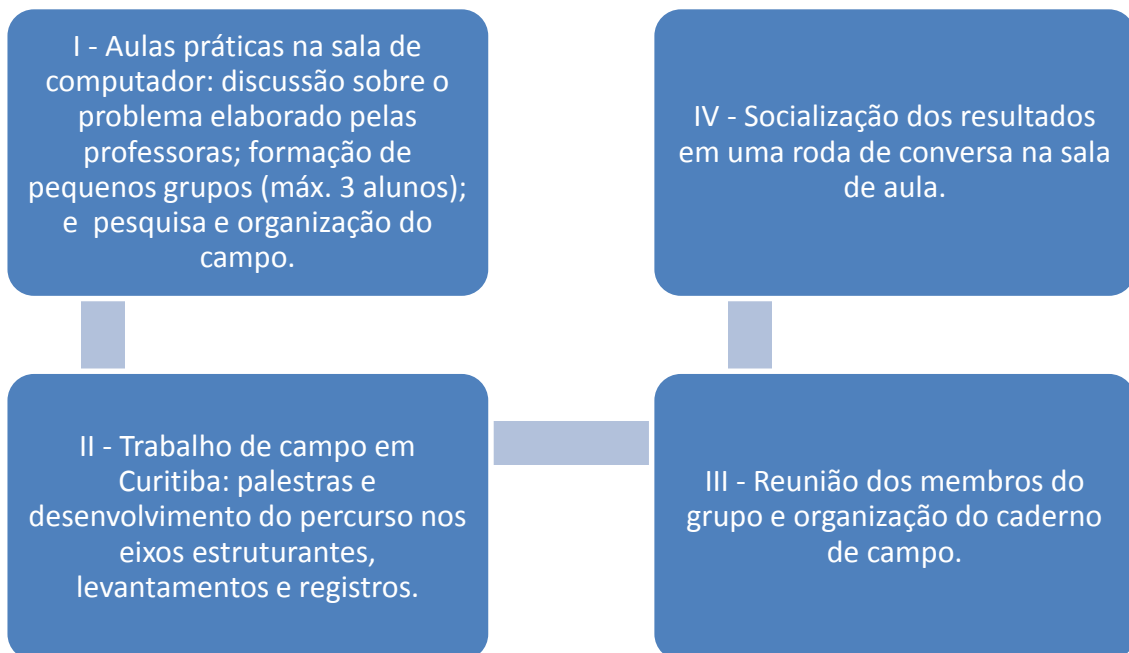 I - Aulas práticas na sala de
computador: discussão sobre o
problema elaborado pelas
professoras; formação de
pequenos grupos (máx. 3 alunos);
e pesquisa e organização do
campo.
II - Trabalho de campo em
Curitiba: palestras e
desenvolvimento do percurso nos
eixos estruturantes,
levantamentos e registros.
III - Reunião dos membros do
grupo e organização do caderno
de campo.
IV - Socialização dos resultados
em uma roda de conversa na sala
de aula.